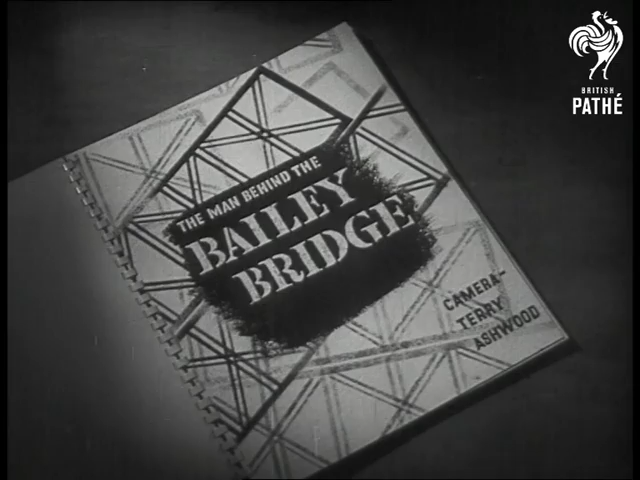 BRITISH
PATHÉ
THE MAN BEHIND THE
BAILEY
BRIDGE
CAMERA-
TERRY
ASHWOOD